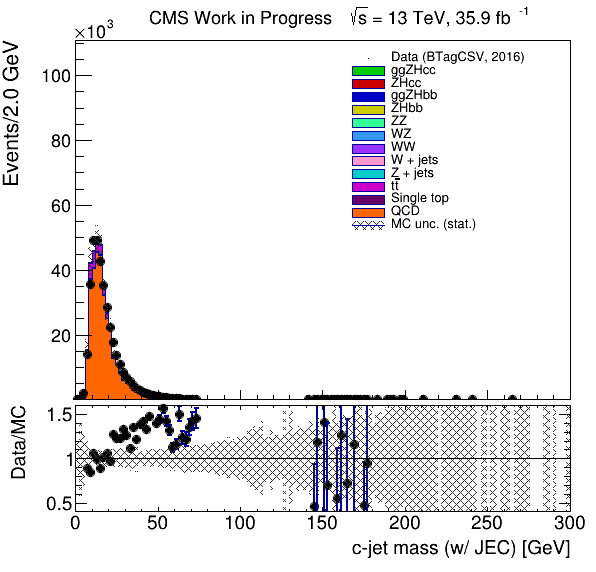 CMS Work in Progress √s = 13 TeV, 35.9 fb⁻¹
×10³
Events/2.0 GeV
100
80
60
40
20
Data (BTagCSV, 2016)
ggZHcc
ZHcc
ggZHbb
ZHbb
ZZ
WZ
WW
W + jets
Z + jets
tt̅
Single top
QCD
MC unc. (stat.)
Data/MC
1.5
1
0.5
0 50 100 150 200 250 300
c-jet mass (w/ JEC) [GeV]